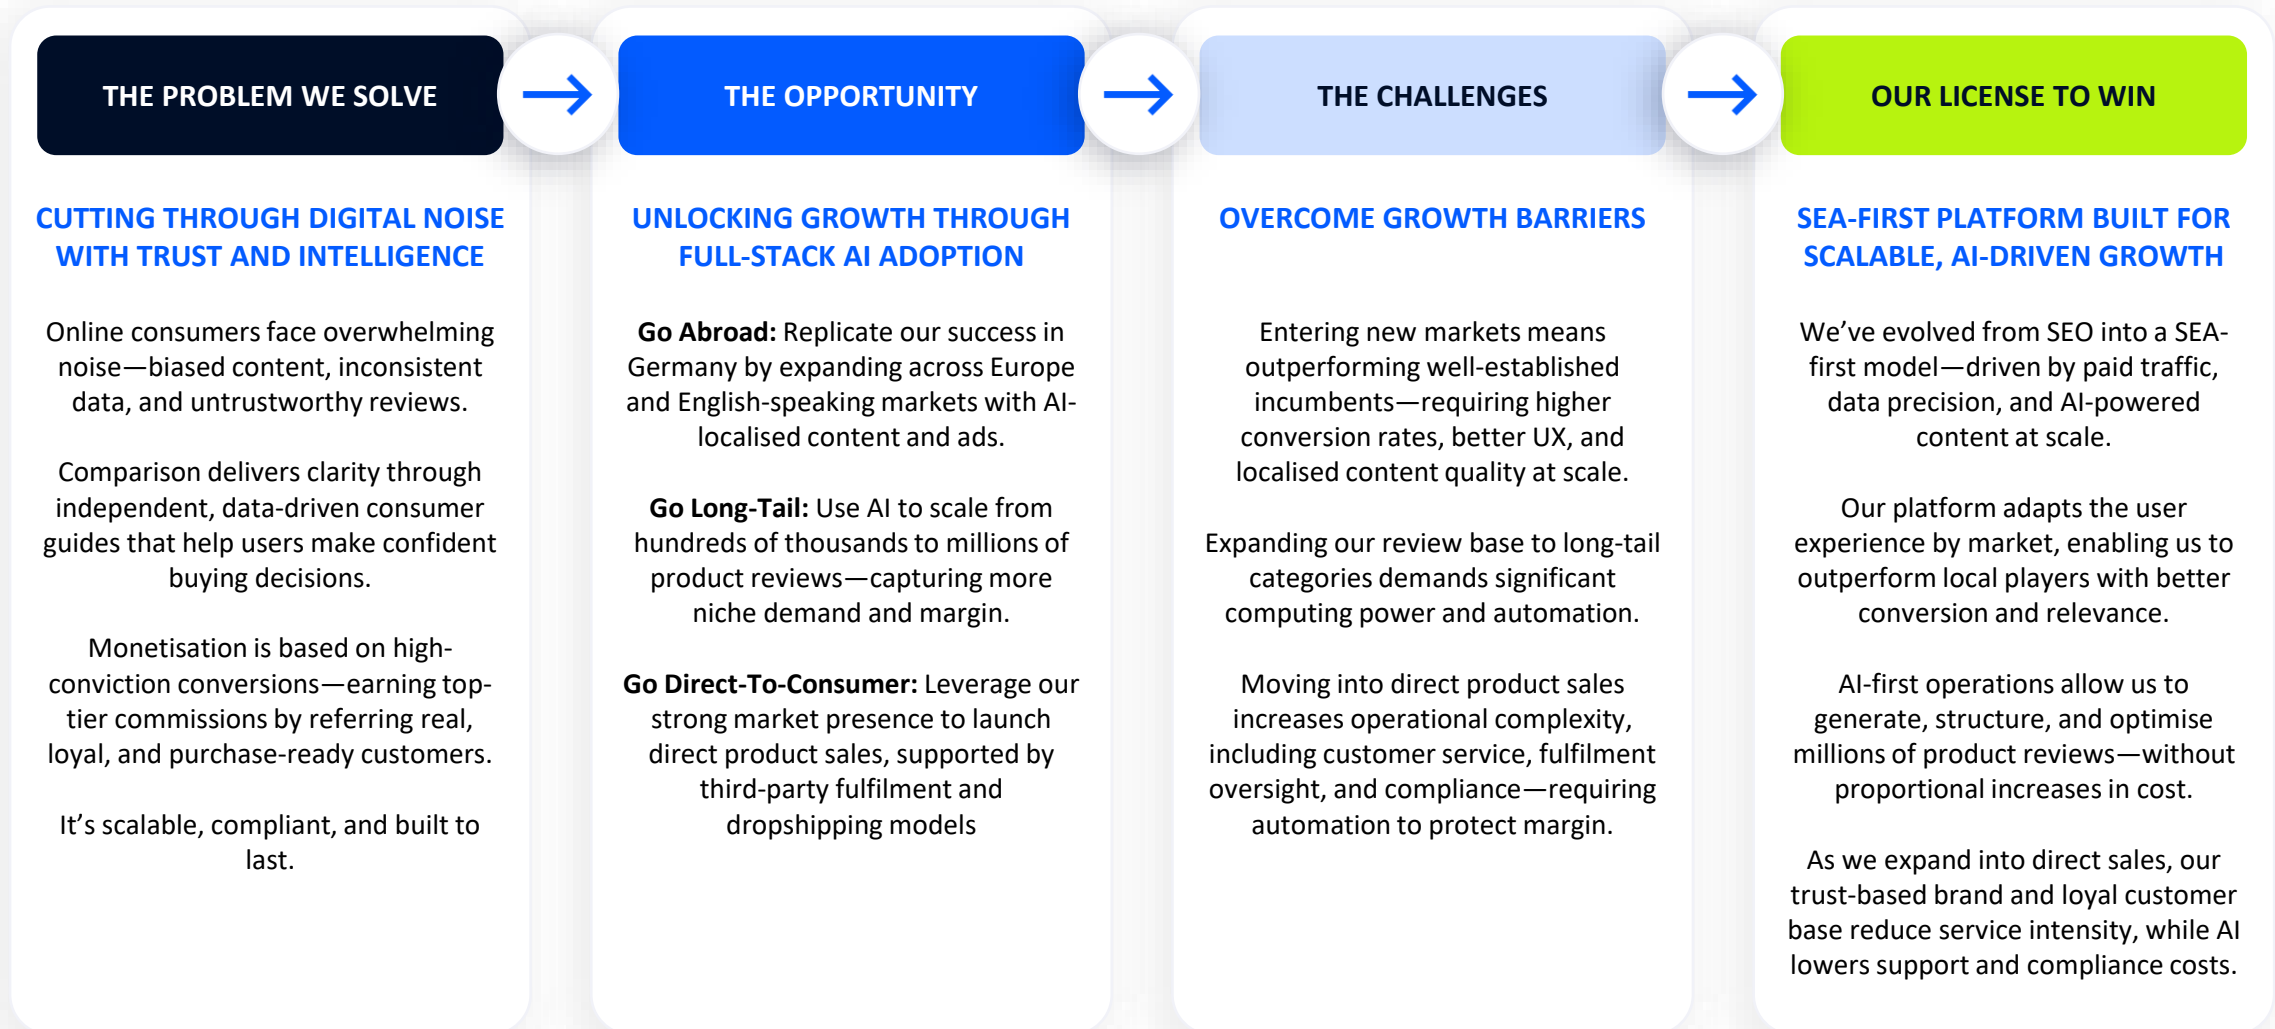 THE PROBLEM WE SOLVE
CUTTING THROUGH DIGITAL NOISE
WITH TRUST AND INTELLIGENCE
Online consumers face overwhelming
noise—biased content, inconsistent
data, and untrustworthy reviews.
Comparison delivers clarity through
independent, data-driven consumer
guides that help users make confident
buying decisions.
Monetisation is based on high-
conviction conversions—earning top-
tier commissions by referring real,
loyal, and purchase-ready customers.
It’s scalable, compliant, and built to
last.
THE OPPORTUNITY
UNLOCKING GROWTH THROUGH
FULL-STACK AI ADOPTION
Go Abroad: Replicate our success in
Germany by expanding across Europe
and English-speaking markets with AI-
localised content and ads.
Go Long-Tail: Use AI to scale from
hundreds of thousands to millions of
product reviews—capturing more
niche demand and margin.
Go Direct-To-Consumer: Leverage our
strong market presence to launch
direct product sales, supported by
third-party fulfilment and
dropshipping models
THE CHALLENGES
OVERCOME GROWTH BARRIERS
Entering new markets means
outperforming well-established
incumbents—requiring higher
conversion rates, better UX, and
localised content quality at scale.
Expanding our review base to long-tail
categories demands significant
computing power and automation.
Moving into direct product sales
increases operational complexity,
including customer service, fulfilment
oversight, and compliance—requiring
automation to protect margin.
OUR LICENSE TO WIN
SEA-FIRST PLATFORM BUILT FOR
SCALABLE, AI-DRIVEN GROWTH
We’ve evolved from SEO into a SEA-
first model—driven by paid traffic,
data precision, and AI-powered
content at scale.
Our platform adapts the user
experience by market, enabling us to
outperform local players with better
conversion and relevance.
AI-first operations allow us to
generate, structure, and optimise
millions of product reviews—without
proportional increases in cost.
As we expand into direct sales, our
trust-based brand and loyal customer
base reduce service intensity, while AI
lowers support and compliance costs.